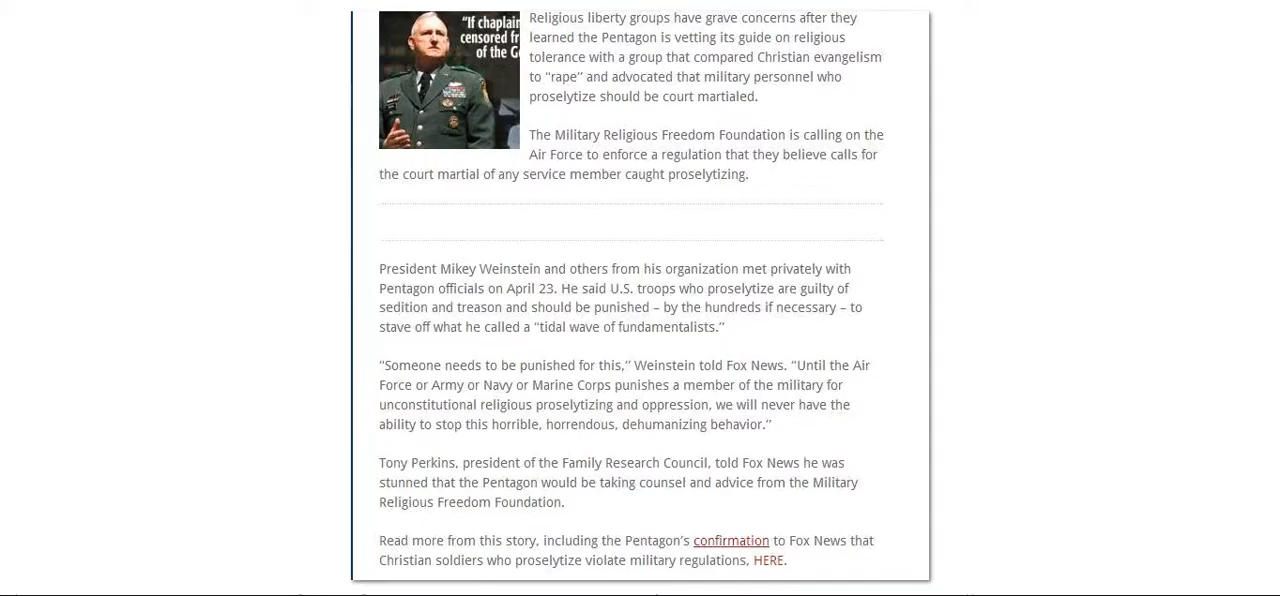 "If chaplain
censored fr
of the G
Religious liberty groups have grave concerns after they
learned the Pentagon is vetting its guide on religious
tolerance with a group that compared Christian evangelism
to "rape" and advocated that military personnel who
proselytize should be court martialed.
The Military Religious Freedom Foundation is calling on the
Air Force to enforce a regulation that they believe calls for
the court martial of any service member caught proselytizing.
President Mikey Weinstein and others from his organization met privately with
Pentagon officials on April 23. He said U.S. troops who proselytize are guilty of
sedition and treason and should be punished – by the hundreds if necessary – to
stave off what he called a "tidal wave of fundamentalists."
"Someone needs to be punished for this," Weinstein told Fox News. "Until the Air
Force or Army or Navy or Marine Corps punishes a member of the military for
unconstitutional religious proselytizing and oppression, we will never have the
ability to stop this horrible, horrendous, dehumanizing behavior."
Tony Perkins, president of the Family Research Council, told Fox News he was
stunned that the Pentagon would be taking counsel and advice from the Military
Religious Freedom Foundation.
Read more from this story, including the Pentagon's confirmation to Fox News that
Christian soldiers who proselytize violate military regulations, HERE.